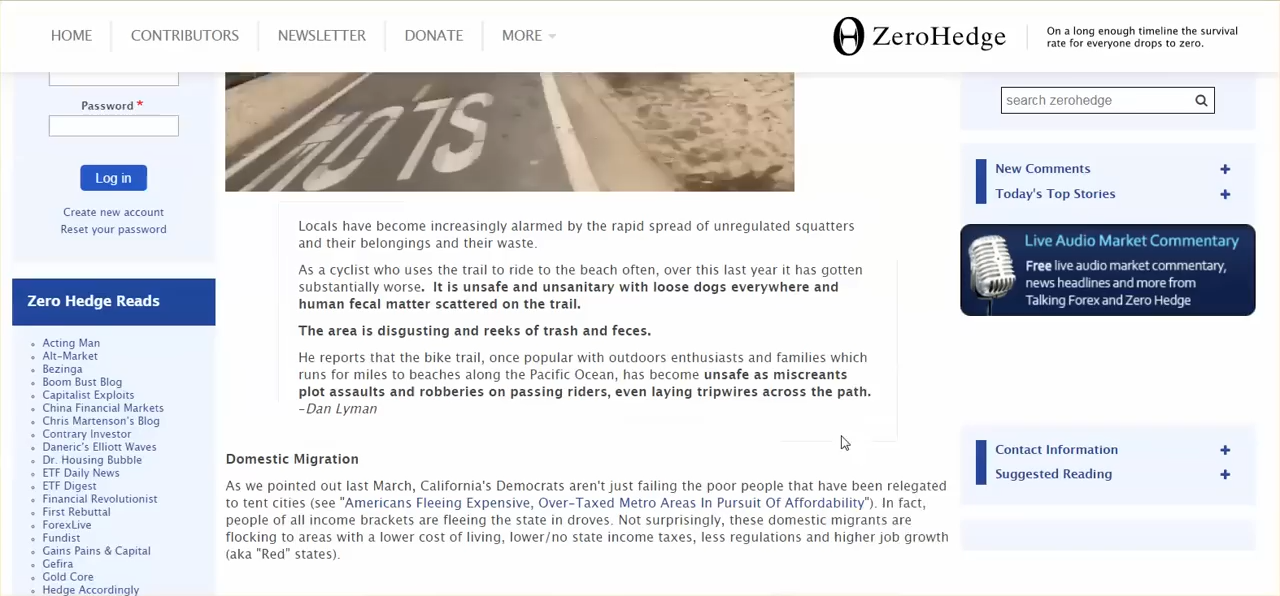 HOME
CONTRIBUTORS
NEWSLETTER
DONATE
MORE
ZeroHedge
On a long enough timeline the survival
rate for everyone drops to zero.
Password *
Log in
Create new account
Reset your password
Zero Hedge Reads
Acting Man
Alt-Market
Bezinga
Boom Bust Blog
Capitalist Exploits
China Financial Markets
Chris Martenson's Blog
Contrary Investor
Daneric's Elliott Waves
Dr. Housing Bubble
ETF Daily News
ETF Digest
Financial Revolutionist
First Rebuttal
ForexLive
Fundist
Gains Pains & Capital
Gefira
Gold Core
Hedge Accordingly
SLOW
Locals have become increasingly alarmed by the rapid spread of unregulated squatters
and their belongings and their waste.
As a cyclist who uses the trail to ride to the beach often, over this last year it has gotten
substantially worse. It is unsafe and unsanitary with loose dogs everywhere and
human fecal matter scattered on the trail.
The area is disgusting and reeks of trash and feces.
He reports that the bike trail, once popular with outdoors enthusiasts and families which
runs for miles to beaches along the Pacific Ocean, has become unsafe as miscreants
plot assaults and robberies on passing riders, even laying tripwires across the path.
–Dan Lyman
Domestic Migration
As we pointed out last March, California's Democrats aren't just failing the poor people that have been relegated
to tent cities (see "Americans Fleeing Expensive, Over-Taxed Metro Areas In Pursuit Of Affordability"). In fact,
people of all income brackets are fleeing the state in droves. Not surprisingly, these domestic migrants are
flocking to areas with a lower cost of living, lower/no state income taxes, less regulations and higher job growth
(aka "Red" states).
search zerohedge
New Comments +
Today's Top Stories +
Live Audio Market Commentary
Free live audio market commentary,
news headlines and more from
Talking Forex and Zero Hedge
Contact Information +
Suggested Reading +